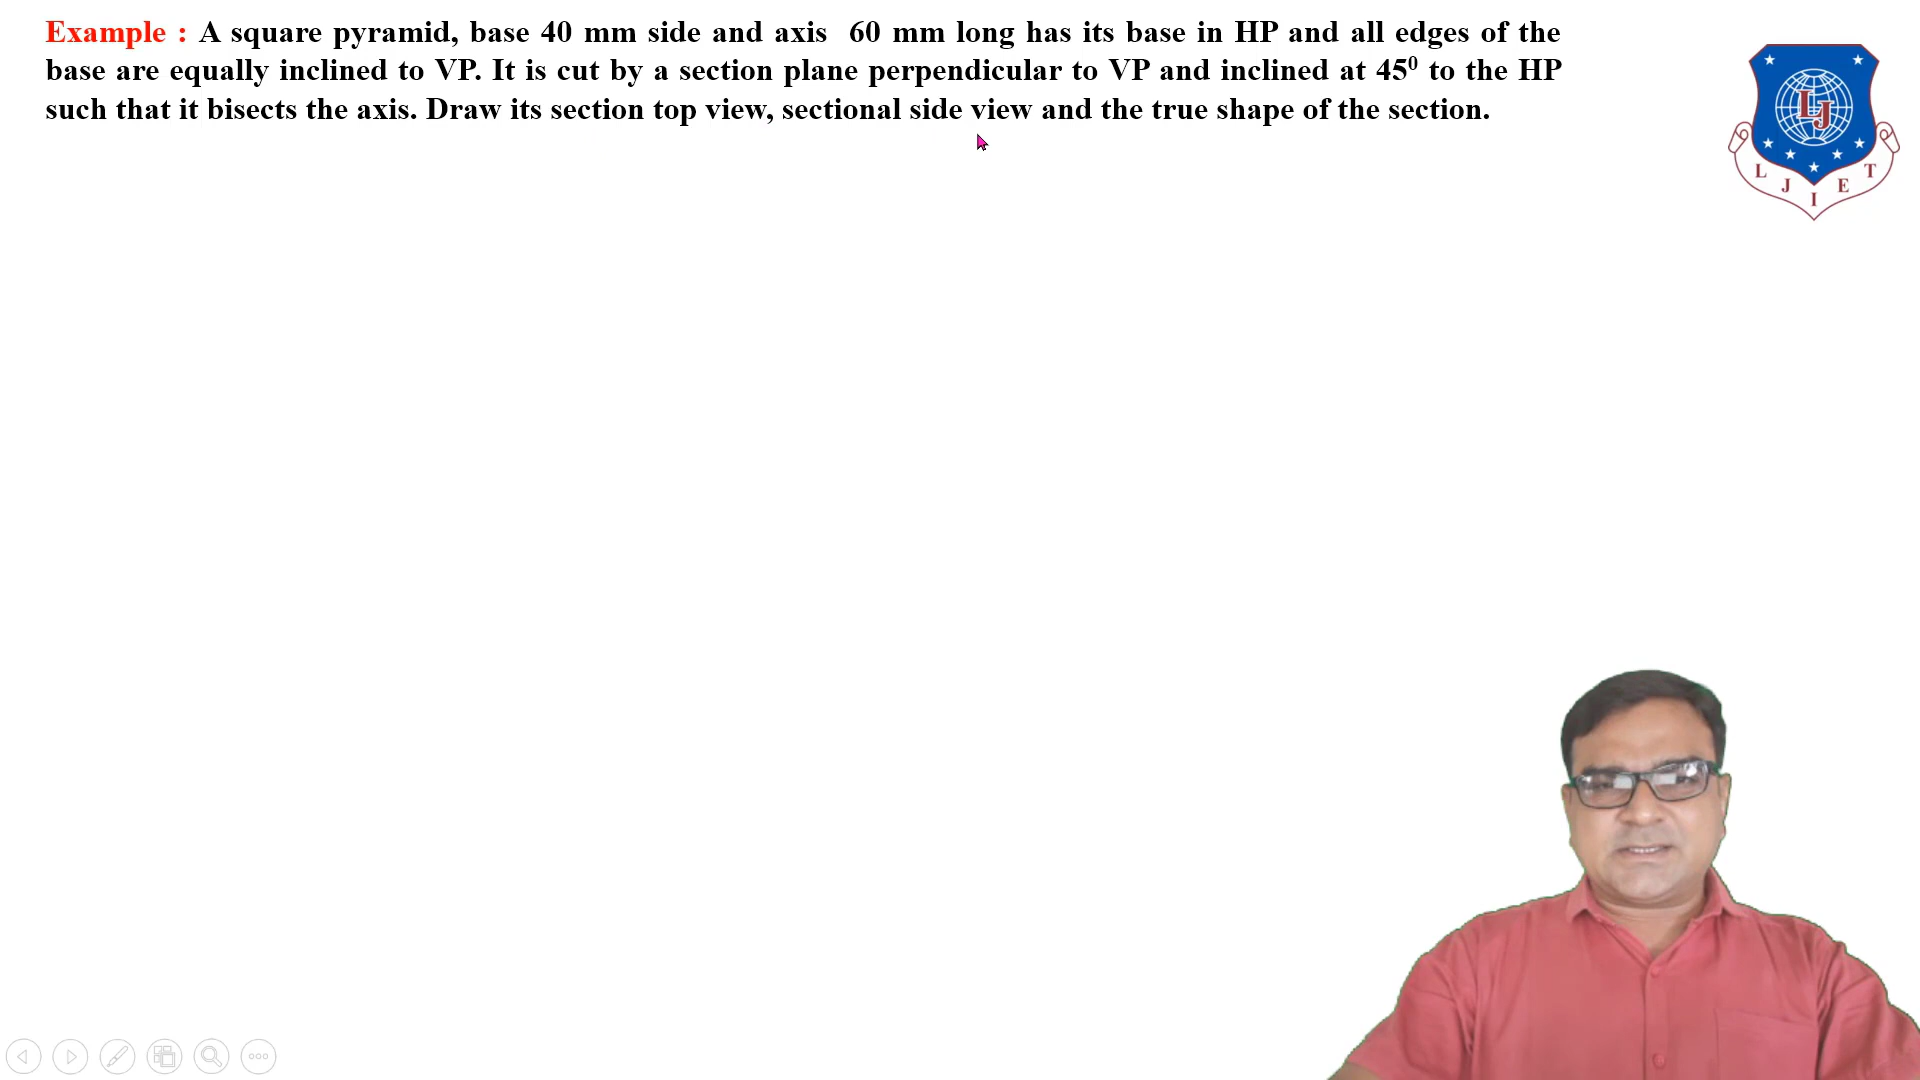 Example : A square pyramid, base 40 mm side and axis 60 mm long has its base in HP and all edges of the
base are equally inclined to VP. It is cut by a section plane perpendicular to VP and inclined at 45⁰ to the HP
such that it bisects the axis. Draw its section top view, sectional side view and the true shape of the section.
LJ
L J I E T